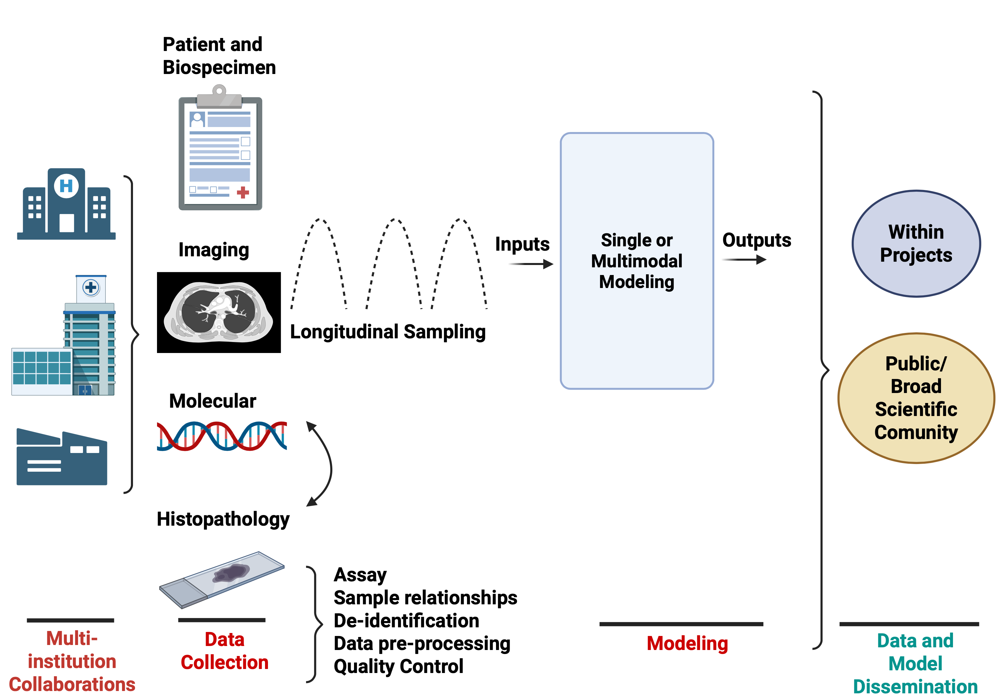 Patient and
Biospecimen
H
Imaging
Longitudinal Sampling
Molecular
Histopathology
Assay
Sample relationships
De-identification
Data pre-processing
Quality Control
Inputs
Single or
Multimodal
Modeling
Outputs
Within
Projects
Public/
Broad
Scientific
Comunity
Multi-
institution
Collaborations
Data
Collection
Modeling
Data and
Model
Dissemination